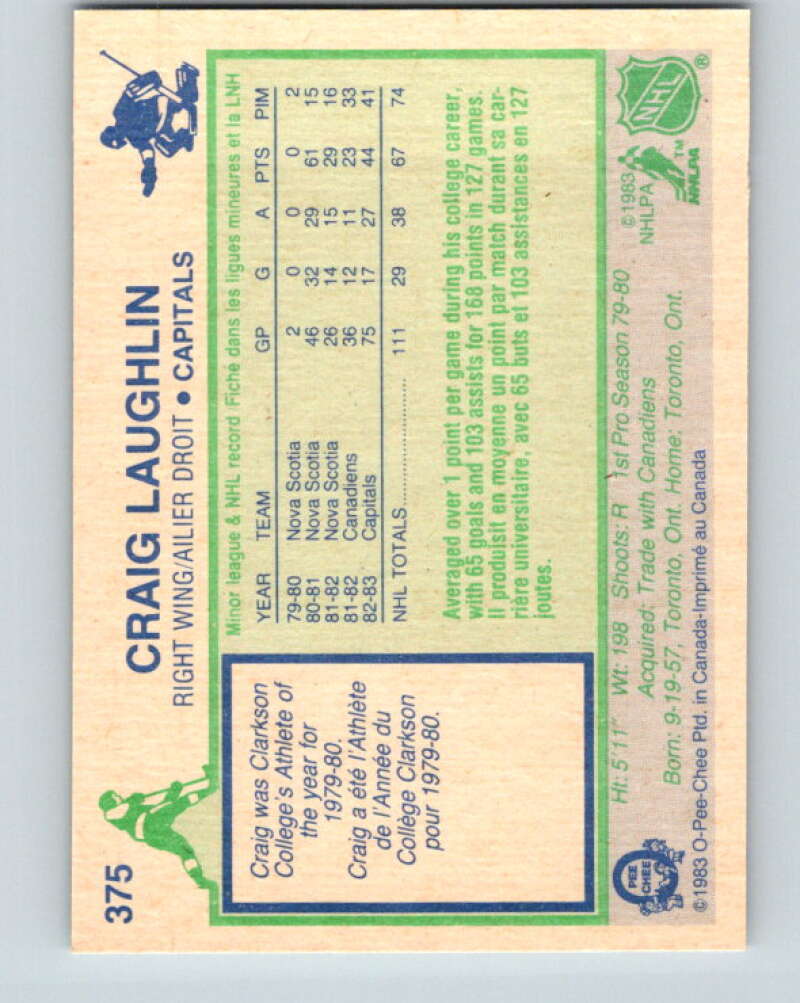 375
CRAIG LAUGHLIN
RIGHT WING/AILIER DROIT • CAPITALS
Craig was Clarkson
College's Athlete of
the year for
1979-80.
Craig a été l'Athlète
de l'Année du
Collège Clarkson
pour 1979-80.
Minor league & NHL record/Fiche dans les ligues mineures et la LNH
YEAR TEAM GP G A PTS PIM
79-80 Nova Scotia 2 0 0 0 2
80-81 Nova Scotia 46 32 29 61 15
81-82 Nova Scotia 26 14 15 29 16
81-82 Canadiens 36 12 11 23 33
82-83 Capitals 75 17 27 44 41
NHL TOTALS 111 29 38 67 74
Averaged over 1 point per game during his college career,
with 65 goals and 103 assists for 168 points in 127 games.
Il produisit en moyenne un point par match durant sa car-
rière universitaire, avec 65 buts et 103 assistances en 127
joutes.
Ht: 5'11" Wt: 198 Shoots: R 1st Pro Season 79-80
Acquired: Trade with Canadiens
Born: 9-19-57, Toronto, Ont. Home: Toronto, Ont.
©1983 O-Pee-Chee Ptd. in Canada-Imprimé au Canada
O
PEE
CHEE
©1983
NHLPA
NHL ®
TM
NHLPA